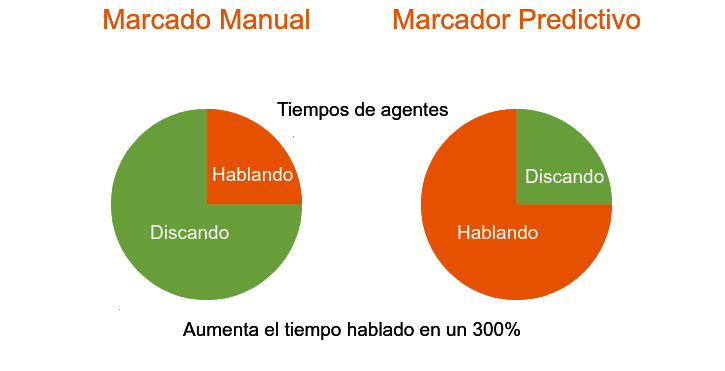 Marcado Manual
Marcador Predictivo
Tiempos de agentes
Hablando
Discando
Discando
Hablando
Aumenta el tiempo hablado en un 300%